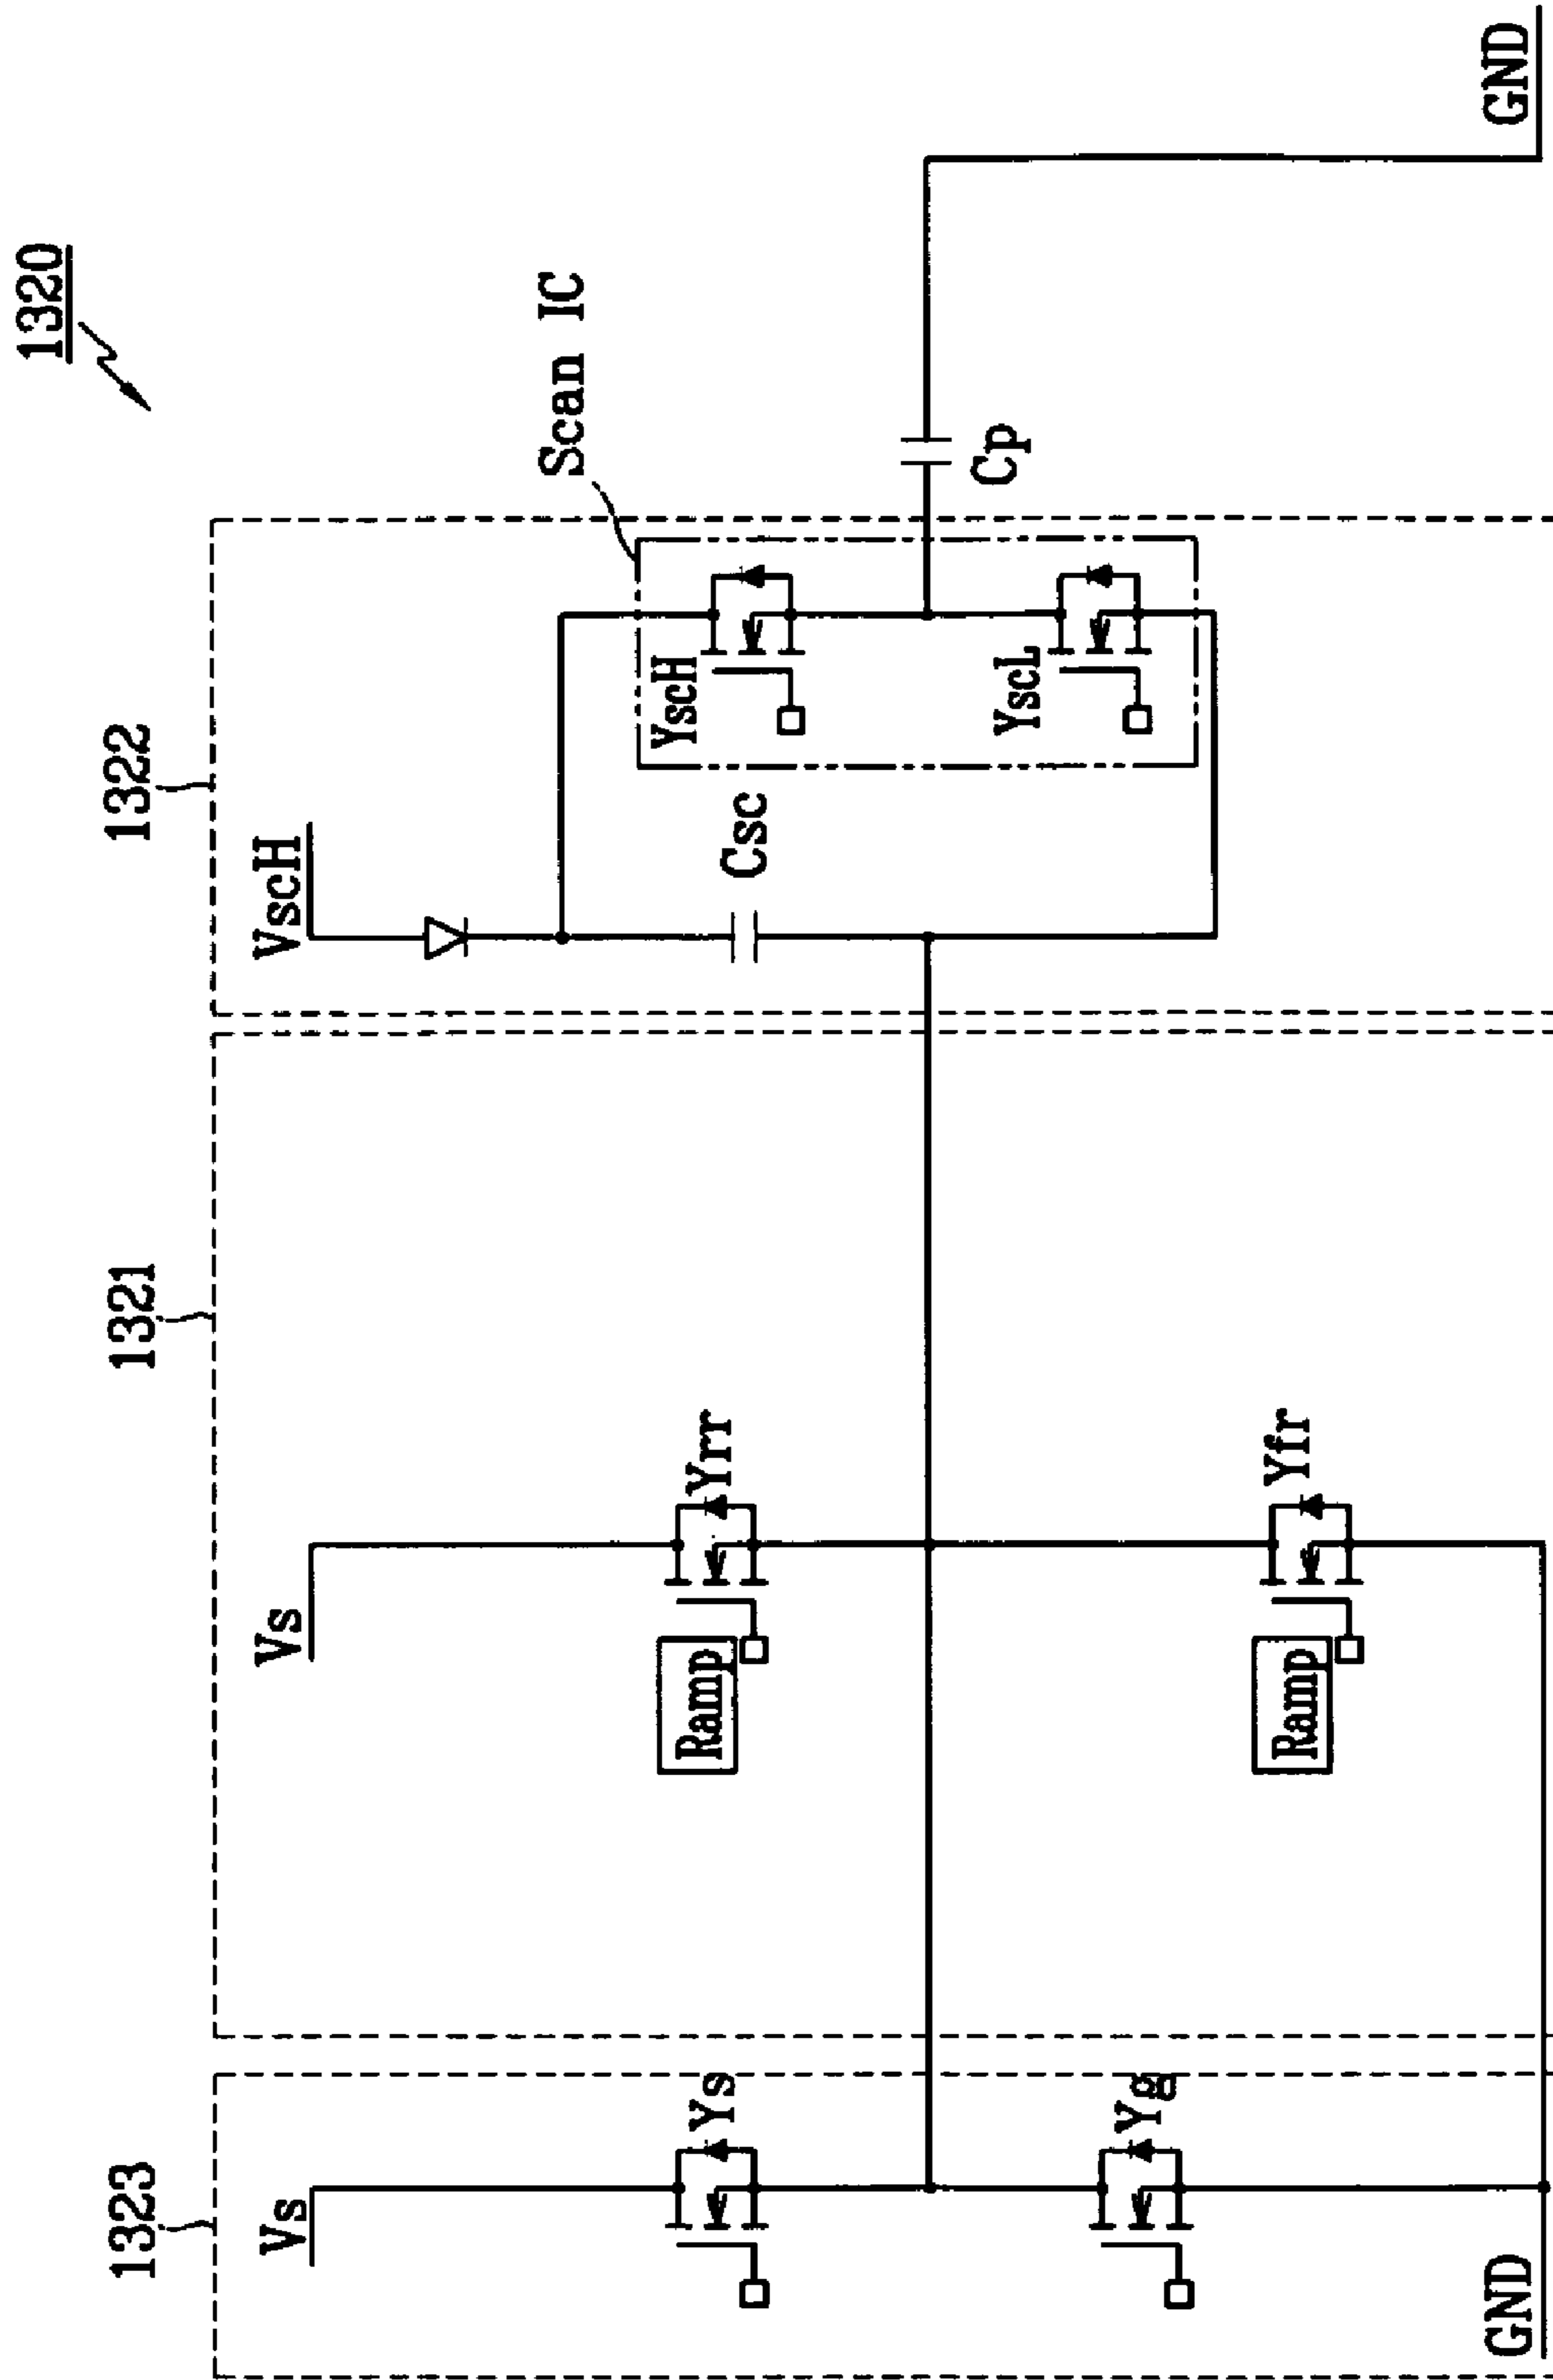 1320
1323
1321
1322
Vs
Vs
VscH
Scan IC
Ys
Yrr
Ramp
YscH
Csc
Cp
Yg
Yfr
Ramp
YscL
GND
GND